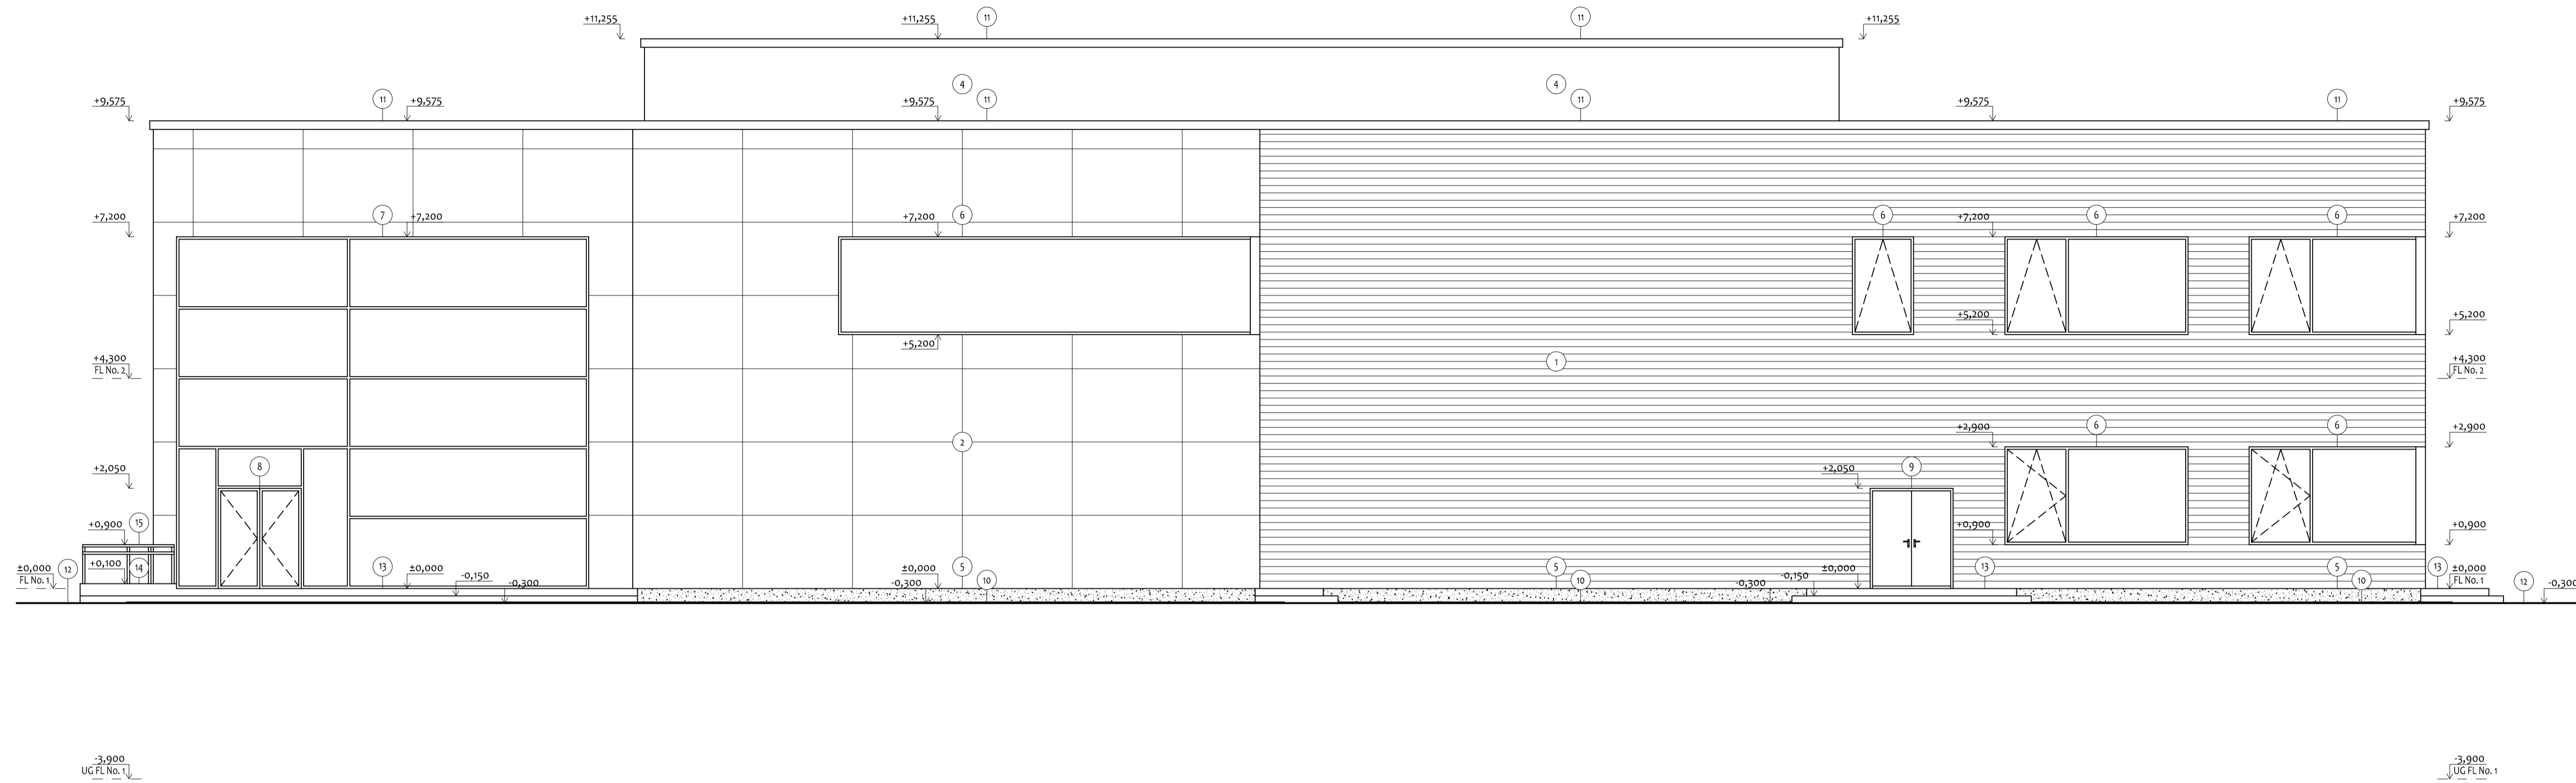 +11,255 +11,255 11 11 +11,255
4 4
+9,575 11 +9,575 +9,575 11 11 +9,575 11 +9,575
+7,200 7 +7,200 +7,200 6 6 +7,200 6 6 +7,200
+5,200 +5,200
+5,200
+4,300 1 +4,300
FL No. 2 FL No. 2
+2,900 6 6 +2,900
2
+2,050 8 +2,050 9
+0,900 15 +0,900 +0,900
±0,000 12 +0,100 14 13 ±0,000 ±0,000 5 5 ±0,000 13 5 13 ±0,000
FL No. 1 -0,150 10 10 -0,150 10 FL No. 1 12
-0,300 -0,300 -0,300 -0,300
-3,900 -3,900
UG FL No. 1 UG FL No. 1